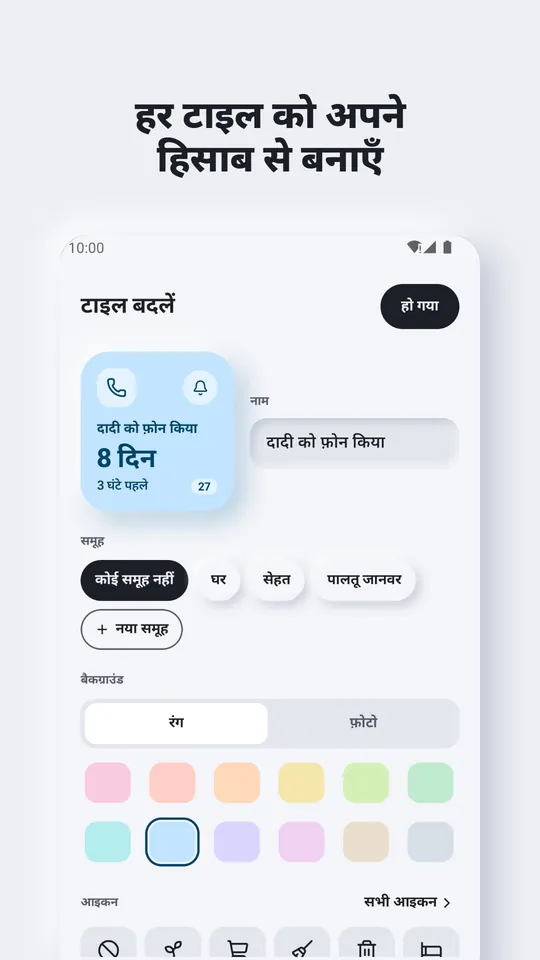 हर टाइल को अपने
हिसाब से बनाएँ
10:00
टाइल बदलें
हो गया
दादी को फ़ोन किया
8 दिन
3 घंटे पहले
27
नाम
दादी को फ़ोन किया
समूह
कोई समूह नहीं
घर
सेहत
पालतू जानवर
+ नया समूह
बैकग्राउंड
रंग
फ़ोटो
आइकन
सभी आइकन